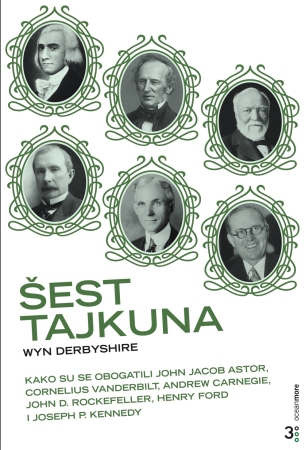 ŠEST
TAJKUNA
WYN DERBYSHIRE
KAKO SU SE OBOGATILI JOHN JACOB ASTOR,
CORNELIUS VANDERBILT, ANDREW CARNEGIE,
JOHN D. ROCKEFELLER, HENRY FORD
I JOSEPH P. KENNEDY
3
oceanmore